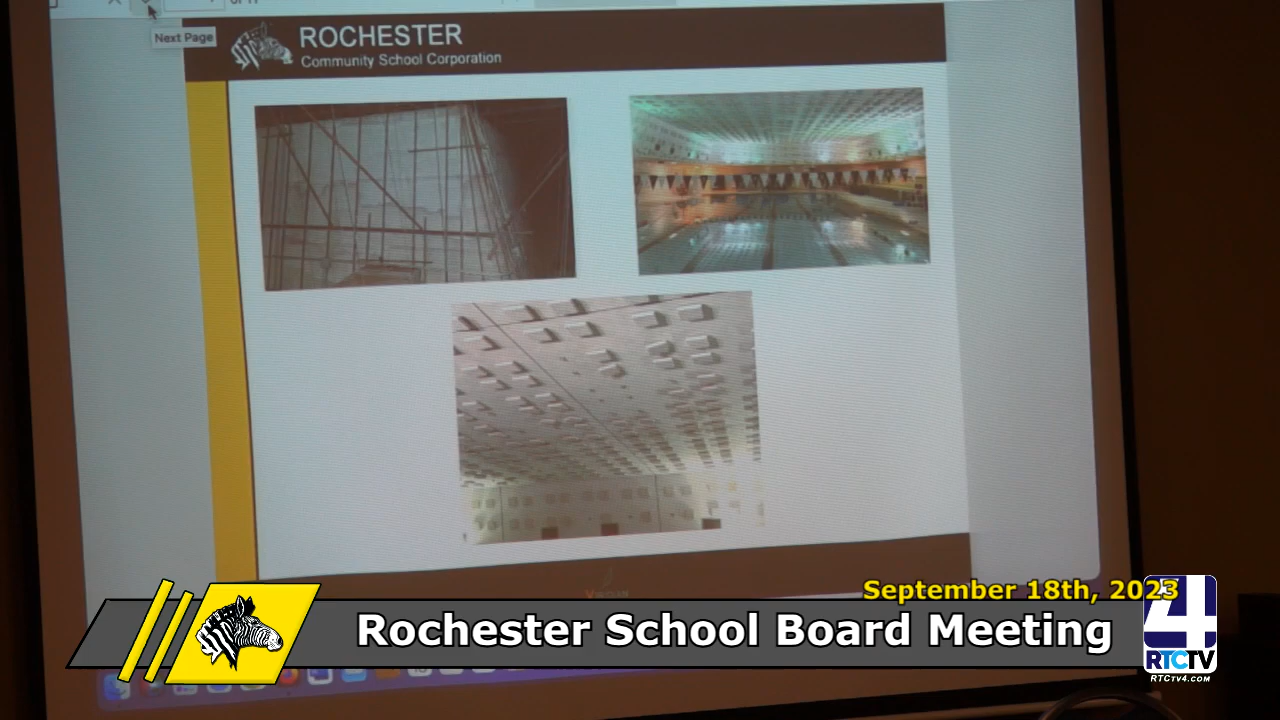 Next Page
ROCHESTER
Community School Corporation
September 18th, 2023
Rochester School Board Meeting
4
RTCTV
RTCTV4.COM